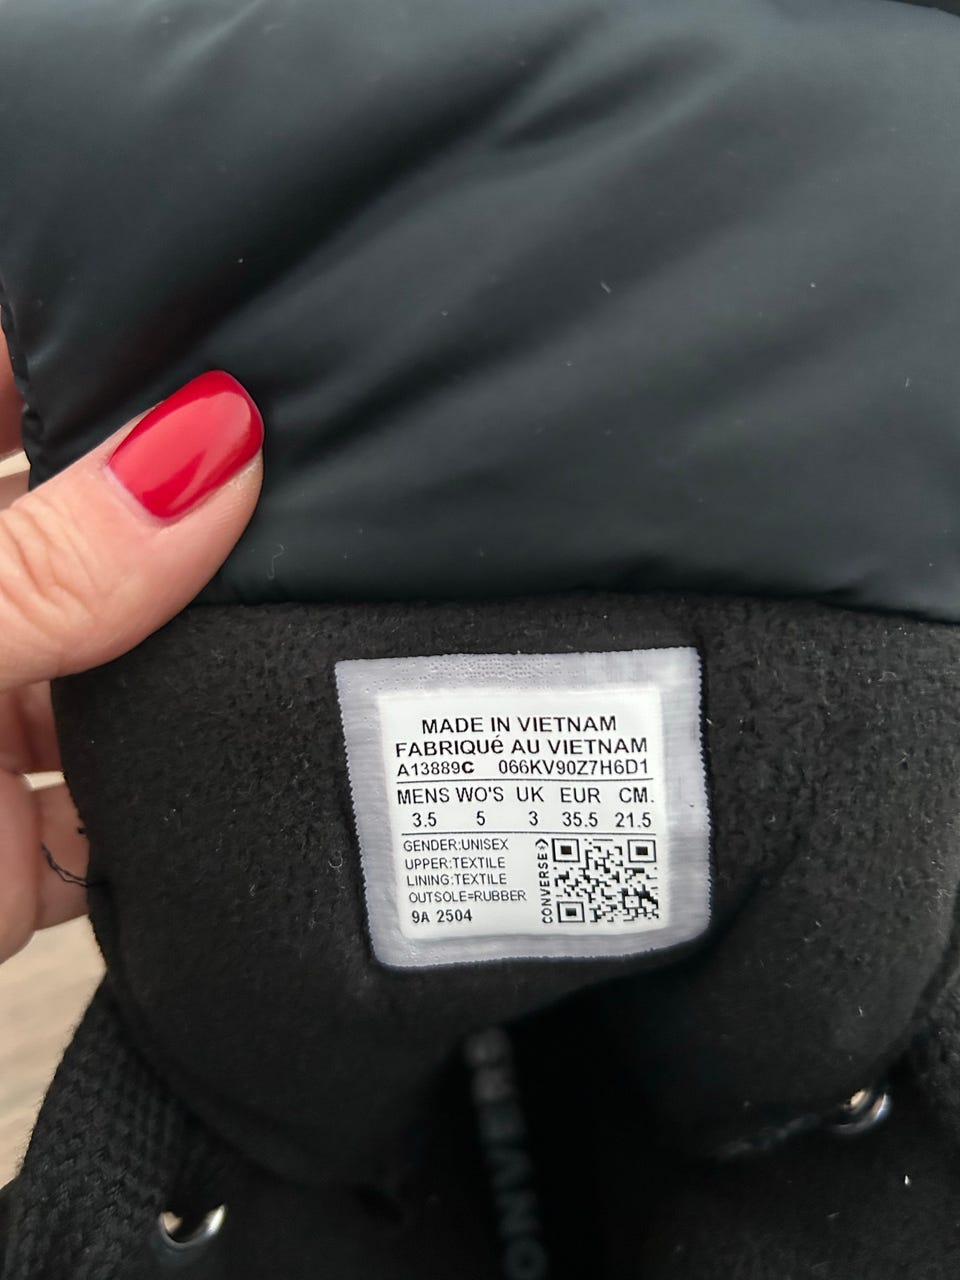 MADE IN VIETNAM
FABRIQUé AU VIETNAM
A13889C 066KV90Z7H6D1
MENS WO'S UK EUR CM.
3.5 5 3 35.5 21.5
GENDER:UNISEX
UPPER:TEXTILE
LINING:TEXTILE
OUTSOLE=RUBBER
9A 2504
CONVERSE
CONVERS